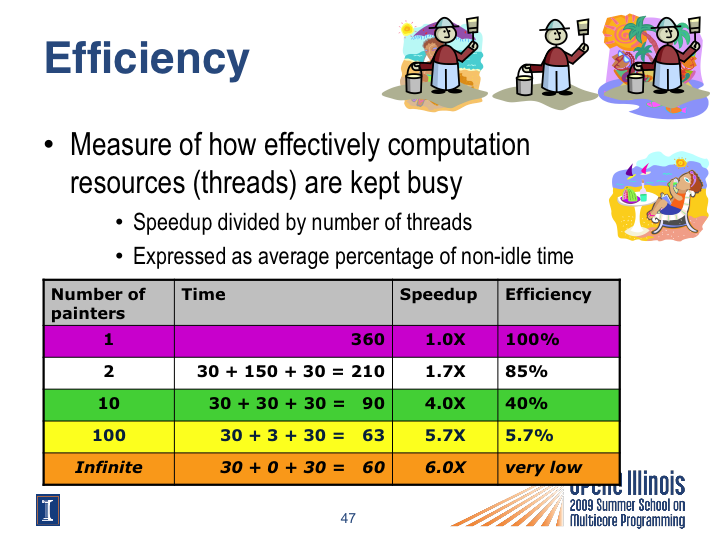 Efficiency
• Measure of how effectively computation
resources (threads) are kept busy
• Speedup divided by number of threads
• Expressed as average percentage of non-idle time
Number of painters Time Speedup Efficiency
1 360 1.0X 100%
2 30 + 150 + 30 = 210 1.7X 85%
10 30 + 30 + 30 = 90 4.0X 40%
100 30 + 3 + 30 = 63 5.7X 5.7%
Infinite 30 + 0 + 30 = 60 6.0X very low
I
47
UPCRC Illinois
2009 Summer School on
Multicore Programming